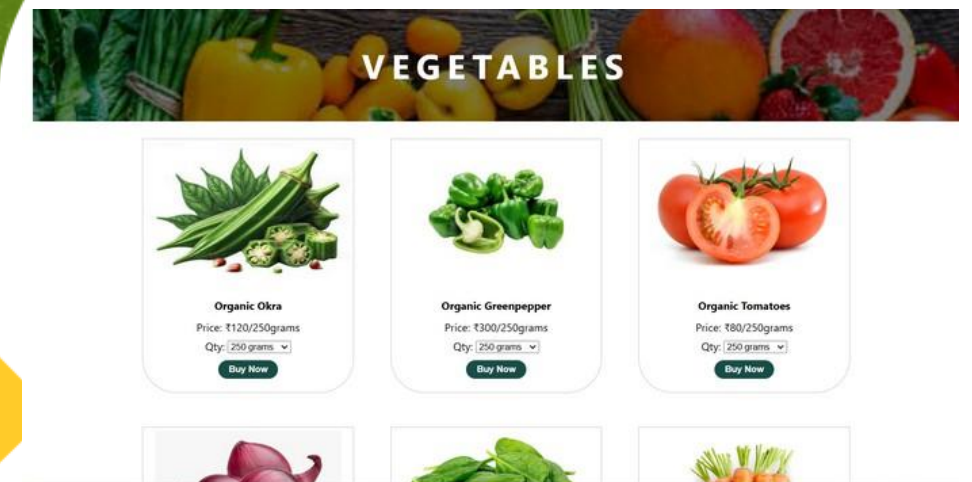 VEGETABLES
Organic Okra
Price: ₹120/250grams
Qty: 250 grams
Buy Now
Organic Greenpepper
Price: ₹300/250grams
Qty: 250 grams
Buy Now
Organic Tomatoes
Price: ₹80/250grams
Qty: 250 grams
Buy Now